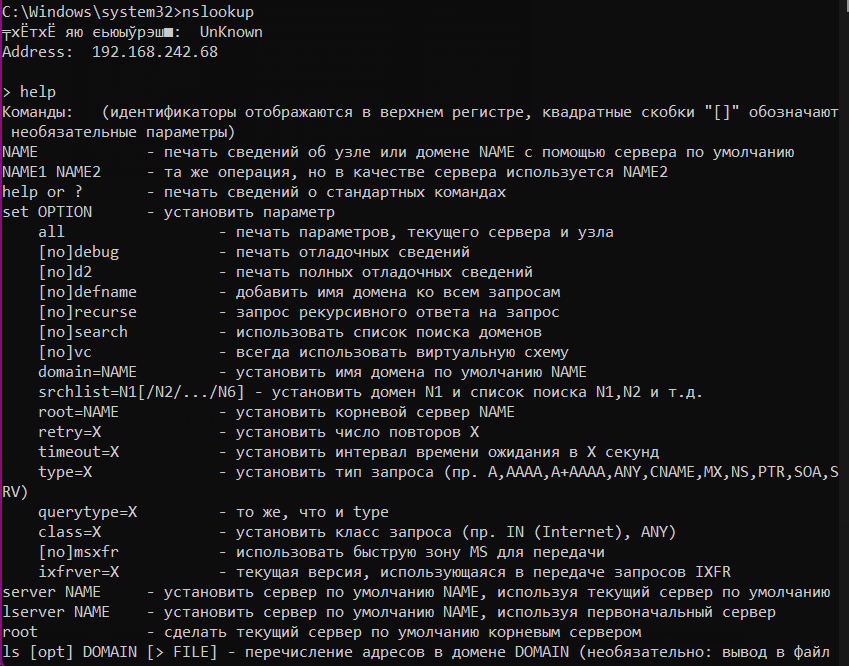 C:\Windows\system32>nslookup
╤хЁтхЁ яю єьюыўрэш■:  UnKnown
Address:  192.168.242.68

> help
Команды:   (идентификаторы отображаются в верхнем регистре, квадратные скобки "[]" обозначают
 необязательные параметры)
NAME            - печать сведений об узле или домене NAME с помощью сервера по умолчанию
NAME1 NAME2     - та же операция, но в качестве сервера используется NAME2
help or ?       - печать сведений о стандартных командах
set OPTION      - установить параметр
    all                 - печать параметров, текущего сервера и узла
    [no]debug           - печать отладочных сведений
    [no]d2              - печать полных отладочных сведений
    [no]defname         - добавить имя домена ко всем запросам
    [no]recurse         - запрос рекурсивного ответа на запрос
    [no]search          - использовать список поиска доменов
    [no]vc              - всегда использовать виртуальную схему
    domain=NAME         - установить имя домена по умолчанию NAME
    srchlist=N1[/N2/.../N6] - установить домен N1 и список поиска N1,N2 и т.д.
    root=NAME           - установить корневой сервер NAME
    retry=X             - установить число повторов X
    timeout=X           - установить интервал времени ожидания в X секунд
    type=X              - установить тип запроса (пр. A,AAAA,A+AAAA,ANY,CNAME,MX,NS,PTR,SOA,S
RV)
    querytype=X         - то же, что и type
    class=X             - установить класс запроса (пр. IN (Internet), ANY)
    [no]msxfr           - использовать быструю зону MS для передачи
    ixfrver=X           - текущая версия, использующаяся в передаче запросов IXFR
server NAME     - установить сервер по умолчанию NAME, используя текущий сервер по умолчанию
lserver NAME    - установить сервер по умолчанию NAME, используя первоначальный сервер
root            - сделать текущий сервер по умолчанию корневым сервером
ls [opt] DOMAIN [> FILE] - перечисление адресов в домене DOMAIN (необязательно: вывод в файл